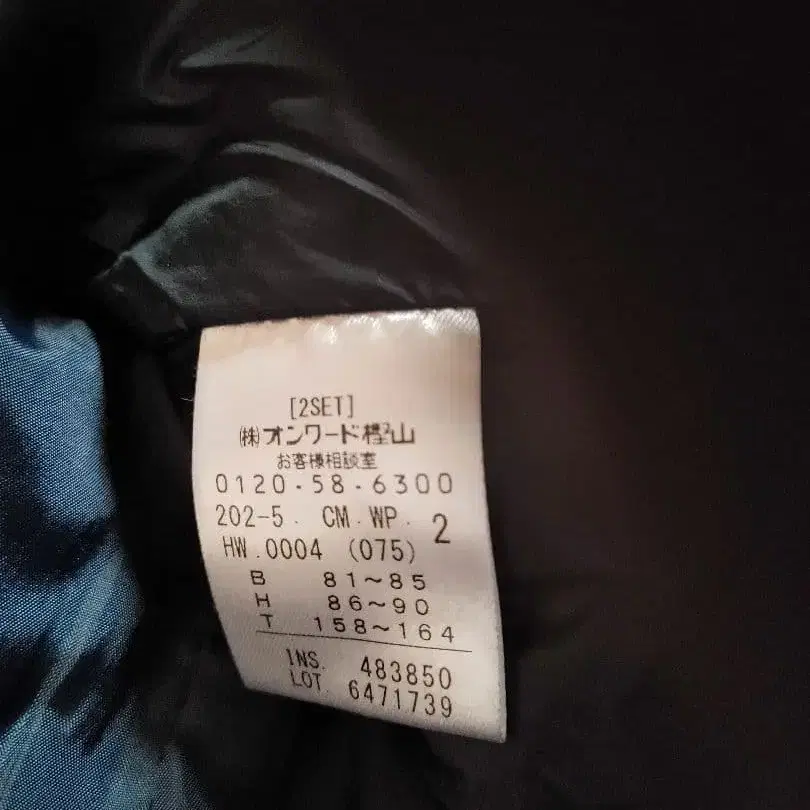 [2SET]
㈱オンワード樫山
お客様相談室
0120-58-6300
202-5. CM.WP. 2
HW.0004 (075)
B 81~85
H 86~90
T 158~164
INS. 483850
LOT. 6471739